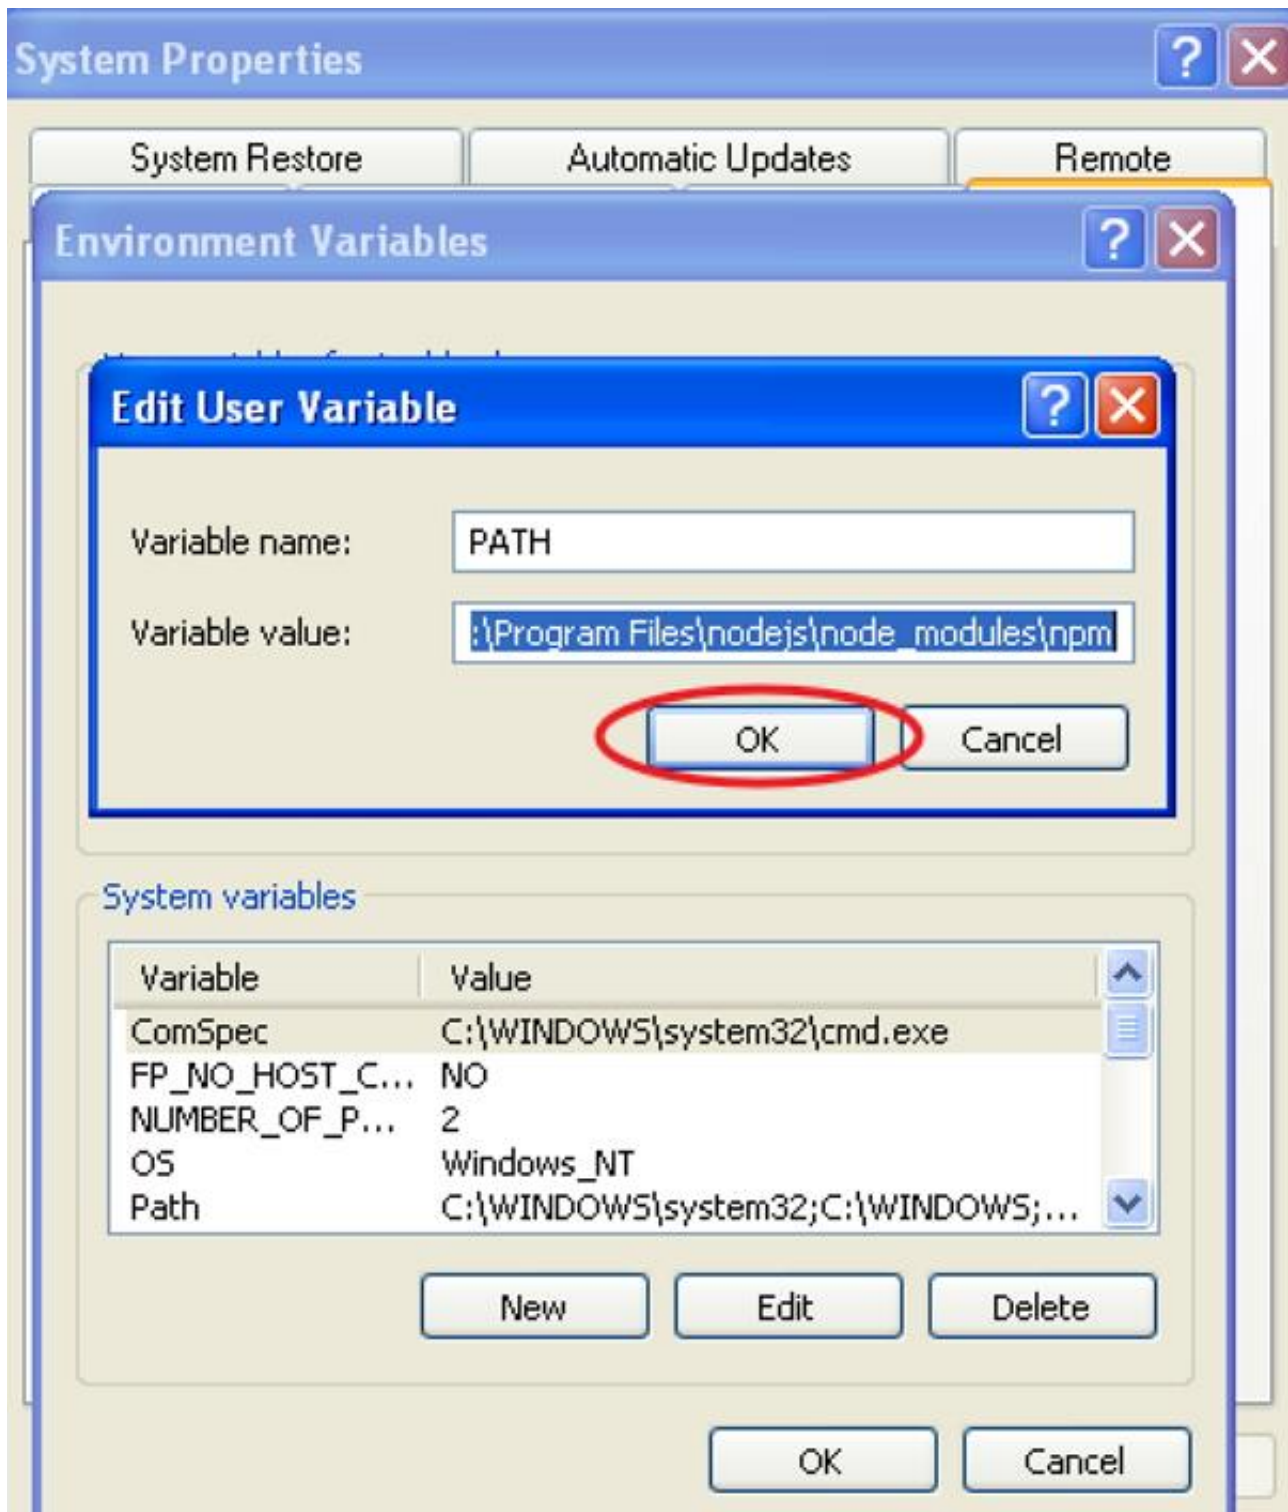 System Properties
System Restore Automatic Updates Remote
Environment Variables
Edit User Variable
Variable name: PATH
Variable value: :\Program Files\nodejs\node_modules\npm
OK Cancel
System variables
Variable Value
ComSpec C:\WINDOWS\system32\cmd.exe
FP_NO_HOST_C... NO
NUMBER_OF_P... 2
OS Windows_NT
Path C:\WINDOWS\system32;C:\WINDOWS;...
New Edit Delete
OK Cancel